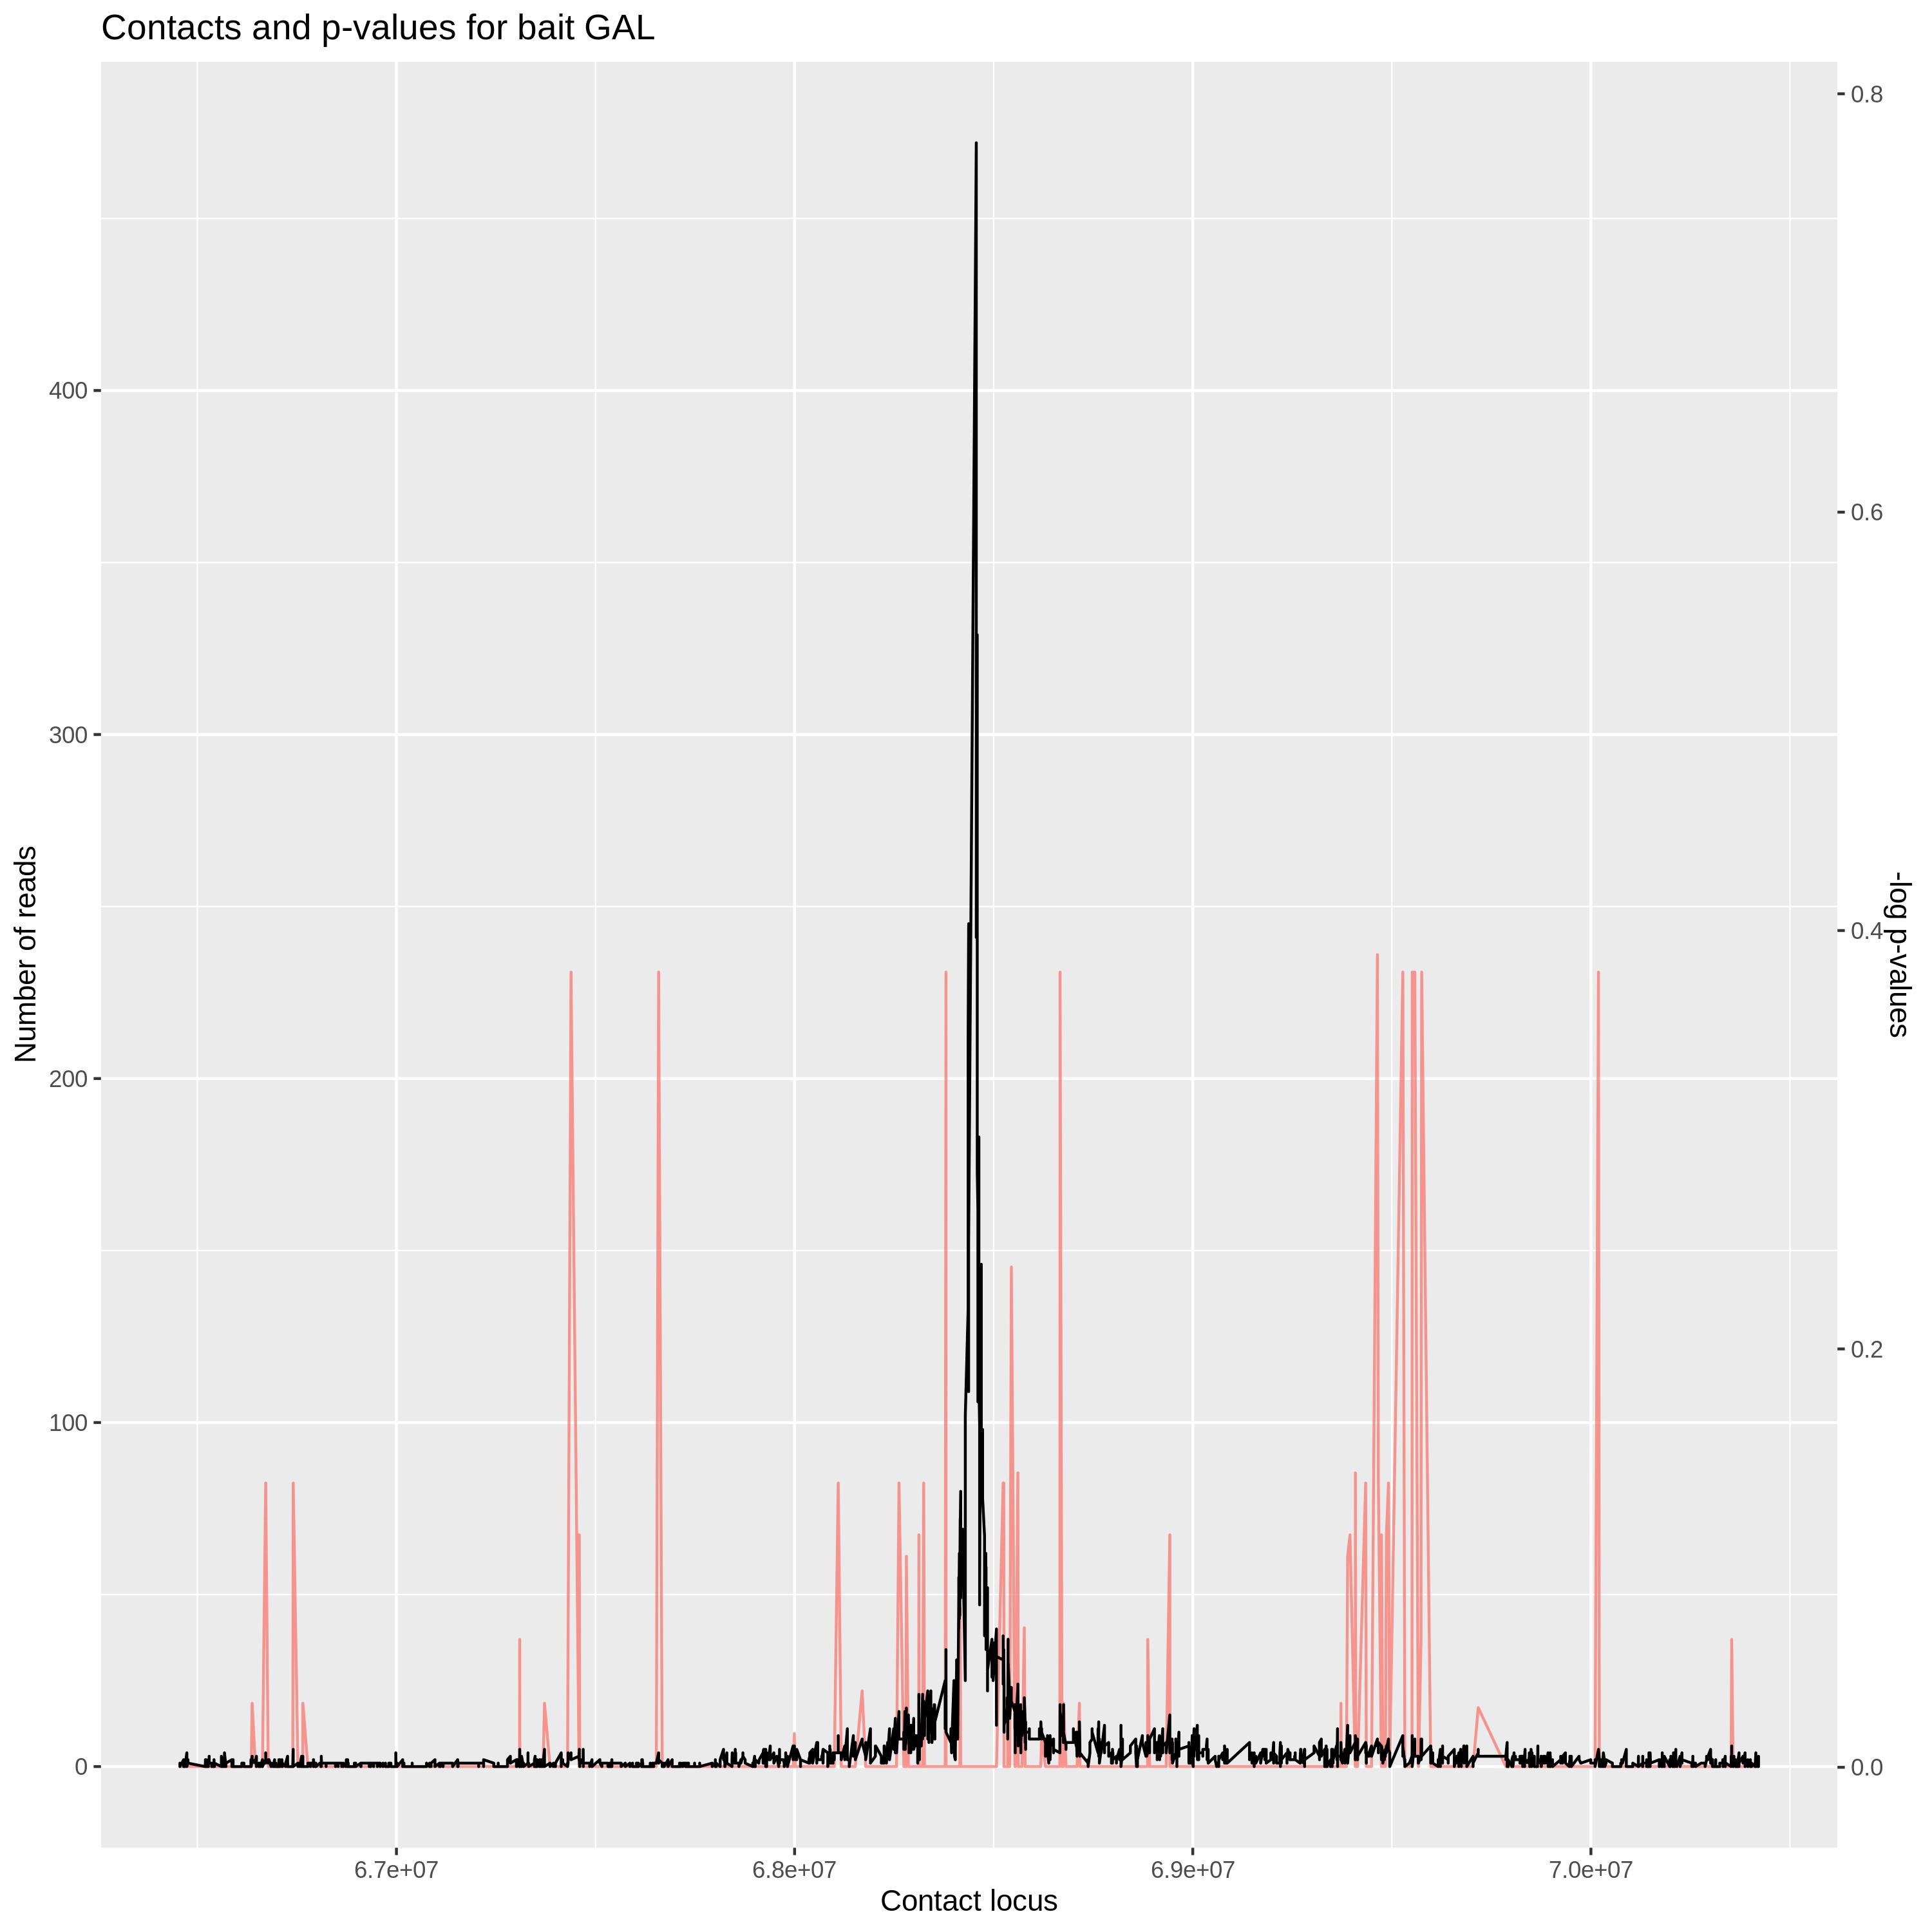 Contacts and p-values for bait GAL
0.8
0.6
0.4
0.2
0.0
400
300
200
100
0
Number of reads
-log p-values
6.7e+07
6.8e+07
6.9e+07
7.0e+07
Contact locus